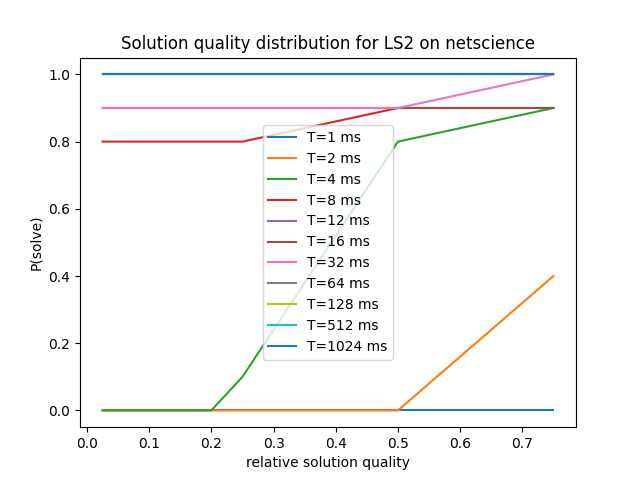 Solution quality distribution for LS2 on netscience
1.0
0.8
0.6
0.4
0.2
0.0
P(solve)
T=1 ms
T=2 ms
T=4 ms
T=8 ms
T=12 ms
T=16 ms
T=32 ms
T=64 ms
T=128 ms
T=512 ms
T=1024 ms
0.0 0.1 0.2 0.3 0.4 0.5 0.6 0.7
relative solution quality